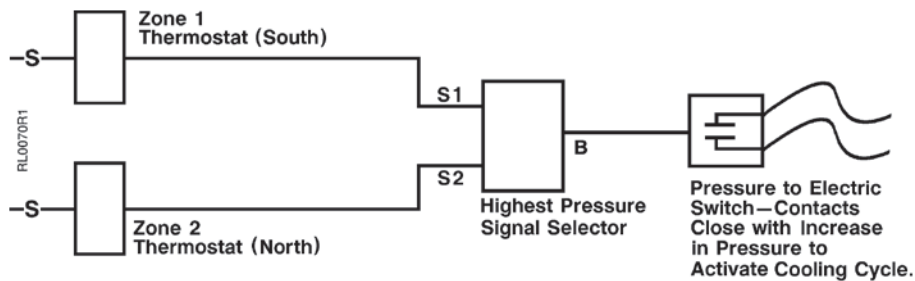 Zone 1
Thermostat (South)
S
S1
RL0070R1
B
S2
S
Zone 2
Thermostat (North)
Highest Pressure
Signal Selector
Pressure to Electric
Switch—Contacts
Close with Increase
in Pressure to
Activate Cooling Cycle.